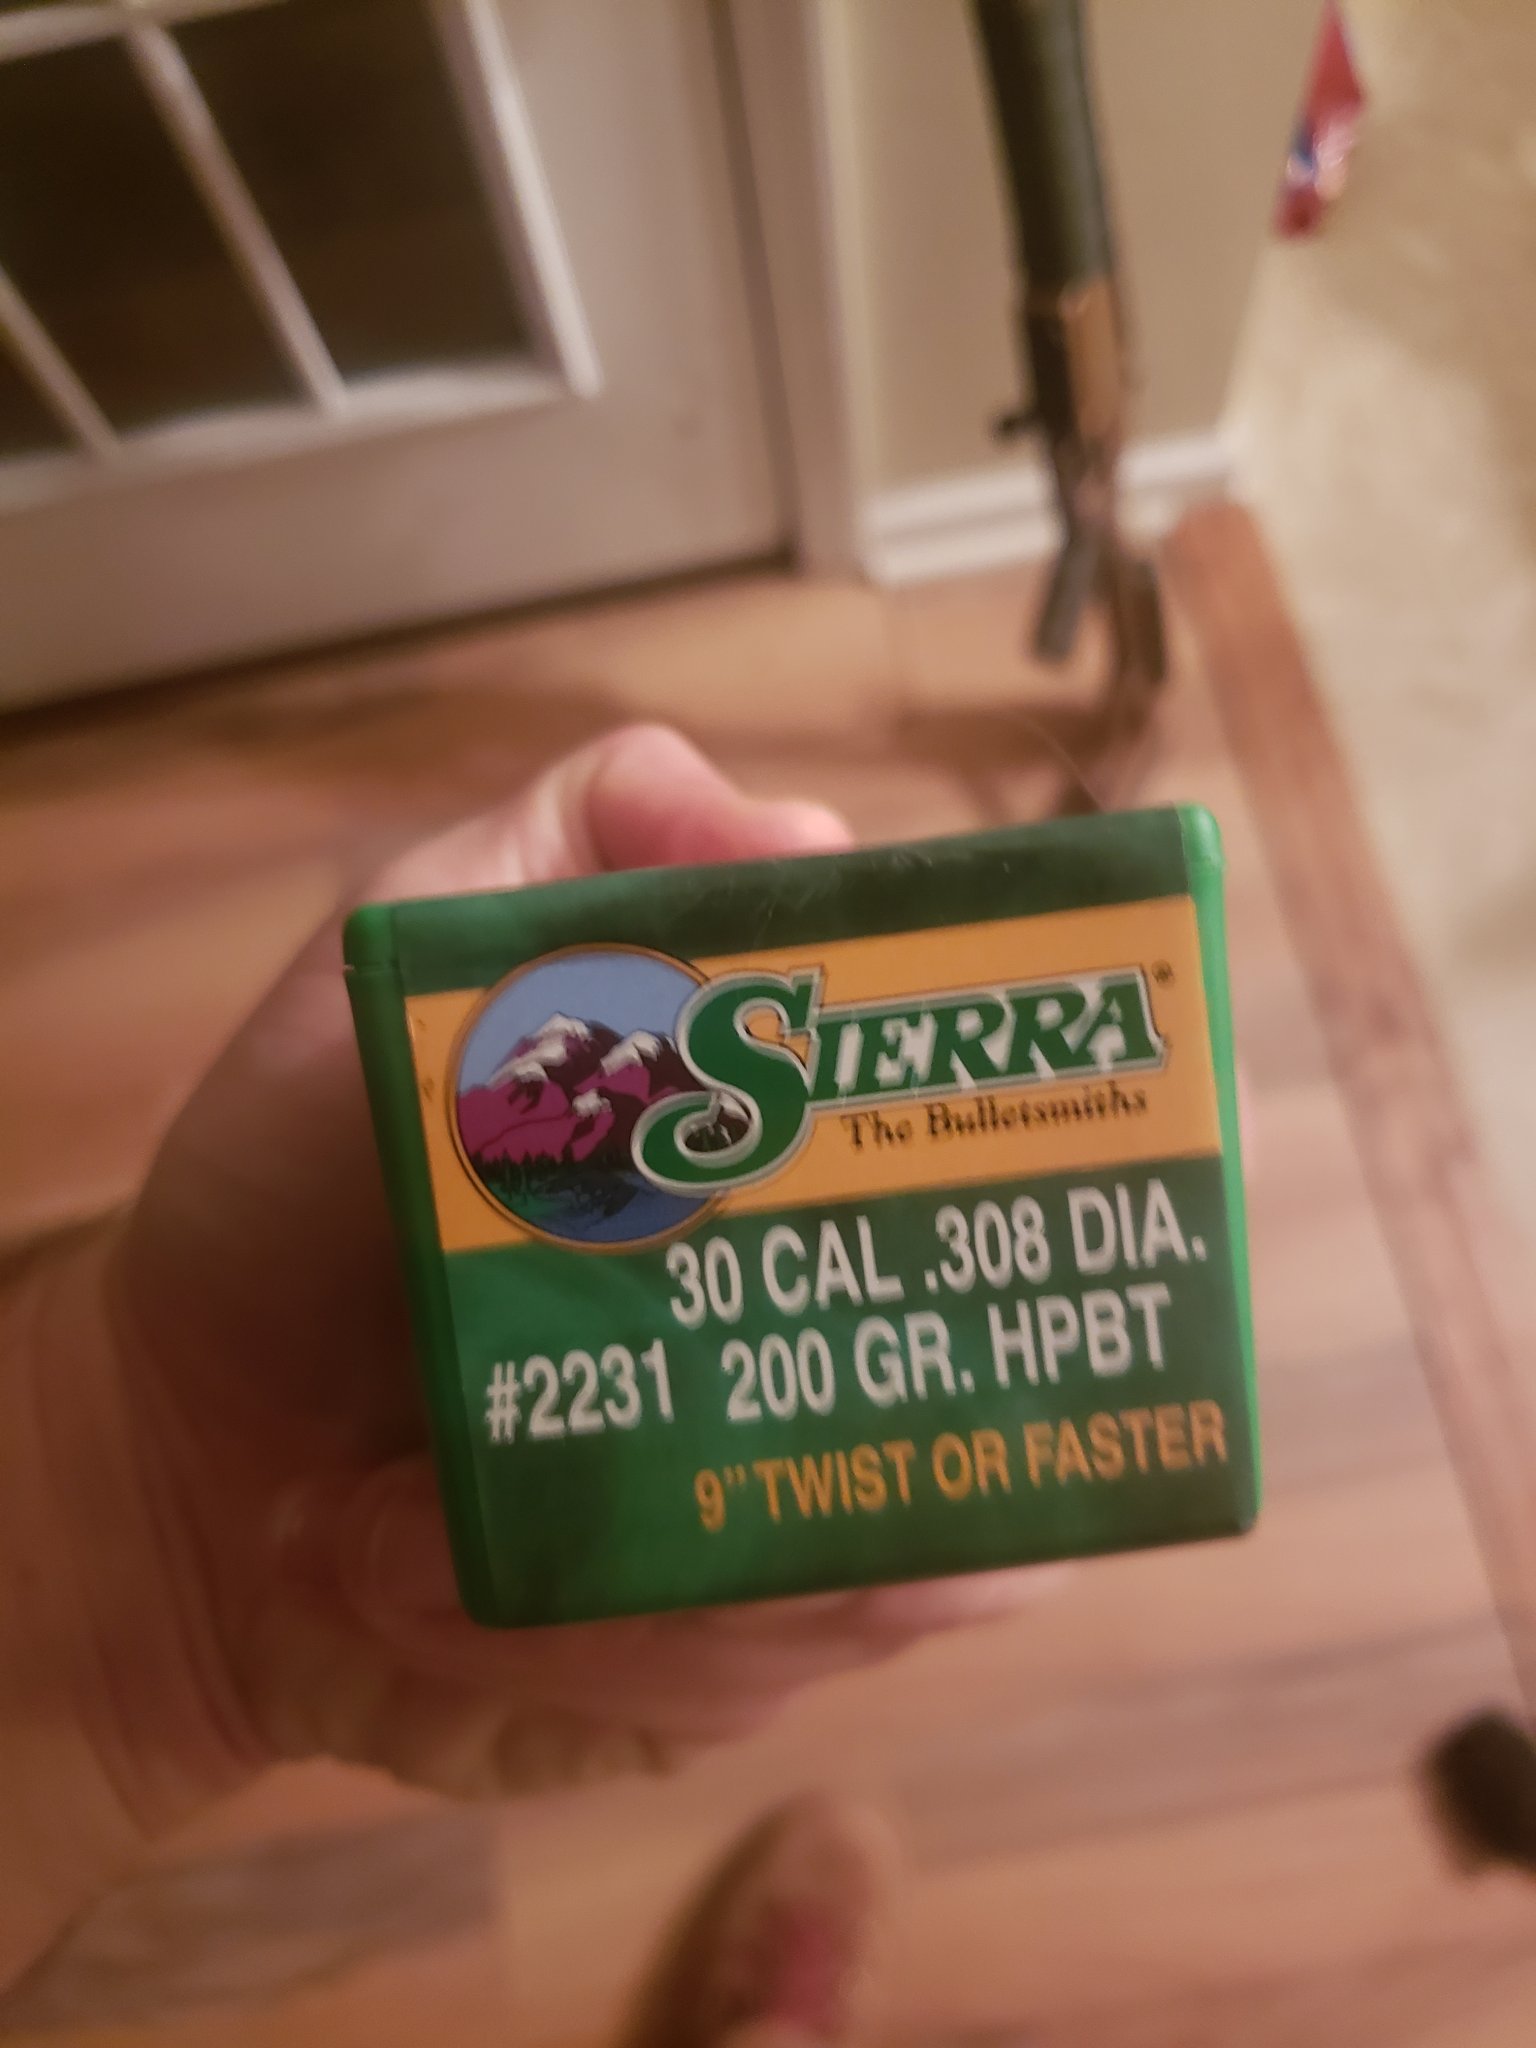 SIERRA®
The Bulletsmiths
30 CAL .308 DIA.
#2231 200 GR. HPBT
9" TWIST OR FASTER